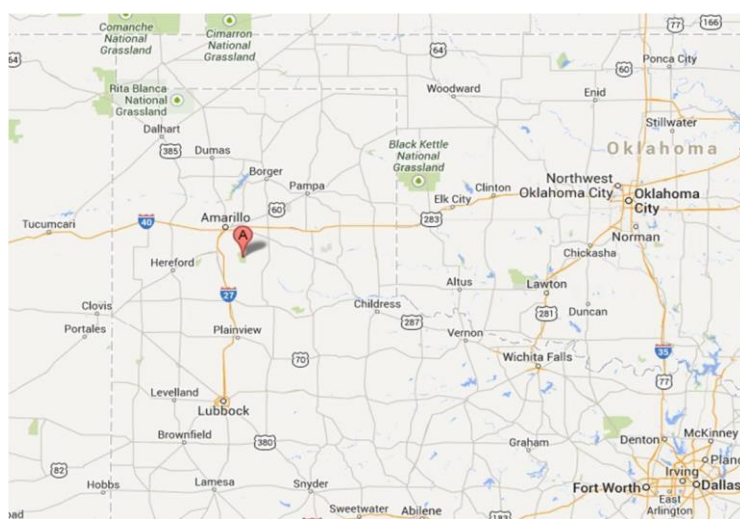 Comanche
National
Grassland
Cimarron
National
Grassland
77
166
64
64
60
Ponca City
Rita Blanca
National
Grassland
Woodward
Enid
Dalhart
Stillwater
385
Dumas
Black Kettle
National
Grassland
Oklahoma
Borger
Pampa
Northwest
Oklahoma City
Clinton
Elk City
Oklahoma
City
60
283
Tucumcari
40
Amarillo
A
Norman
Chickasha
Hereford
Altus
Lawton
27
Childress
281
Duncan
Clovis
287
Portales
Plainview
Vernon
35
70
Wichita Falls
77
Levelland
Lubbock
Brownfield
380
Graham
Denton
McKinney
82
Plano
Irving
Hobbs
Lamesa
Snyder
Fort Worth
Dallas
East
Arlington
Sweetwater
Abilene
183
oad